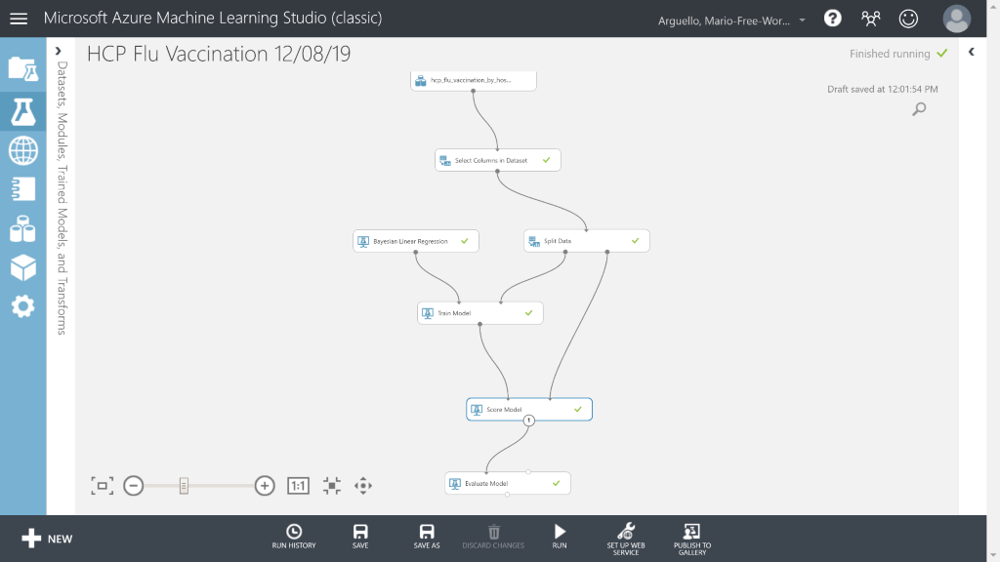 Microsoft Azure Machine Learning Studio (classic)
Arguello, Mario-Free-Wor...
?
HCP Flu Vaccination 12/08/19
Finished running
Draft saved at 12:01:54 PM
Datasets, Modules, Trained Models, and Transforms
hcp_flu_vaccination_by_hos...
Select Columns in Dataset
Bayesian Linear Regression
Split Data
Train Model
Score Model
1
Evaluate Model
1:1
NEW
RUN HISTORY
SAVE
SAVE AS
DISCARD CHANGES
RUN
SET UP WEB
SERVICE
PUBLISH TO
GALLERY